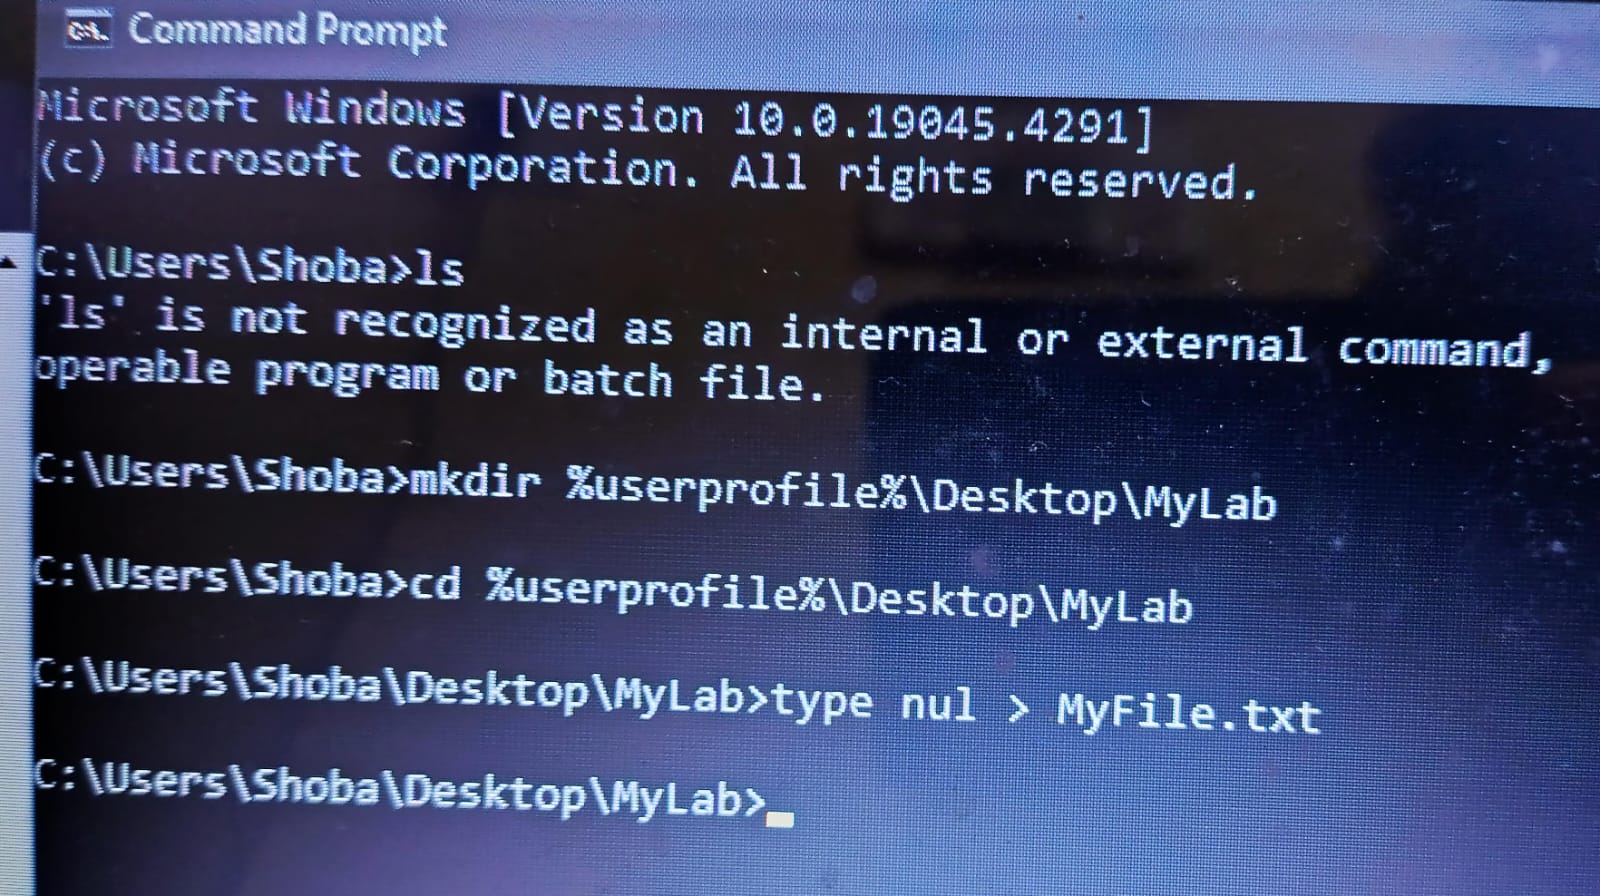 C:\. Command Prompt
Microsoft Windows [Version 10.0.19045.4291]
(c) Microsoft Corporation. All rights reserved.
C:\Users\Shoba>ls
'ls' is not recognized as an internal or external command,
operable program or batch file.
C:\Users\Shoba>mkdir %userprofile%\Desktop\MyLab
C:\Users\Shoba>cd %userprofile%\Desktop\MyLab
C:\Users\Shoba\Desktop\MyLab>type nul > MyFile.txt
C:\Users\Shoba\Desktop\MyLab>